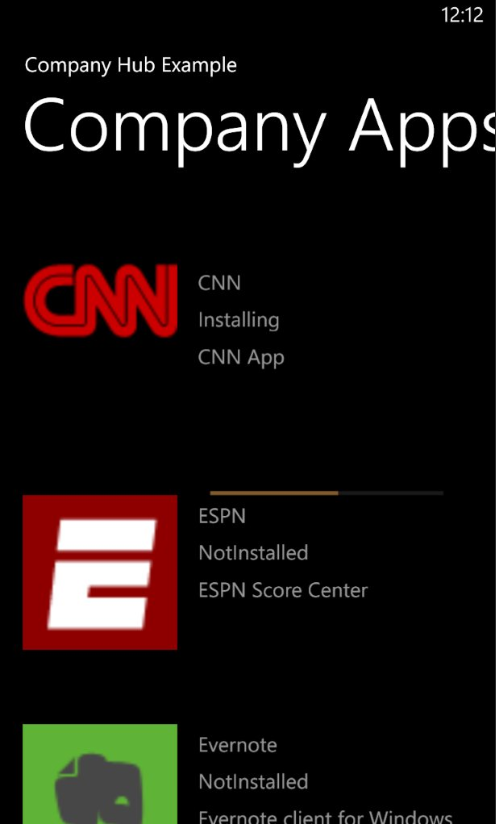 12:12
Company Hub Example
Company Apps
CNN
CNN
Installing
CNN App
E
ESPN
NotInstalled
ESPN Score Center
Evernote
NotInstalled
Evernote client for Windows